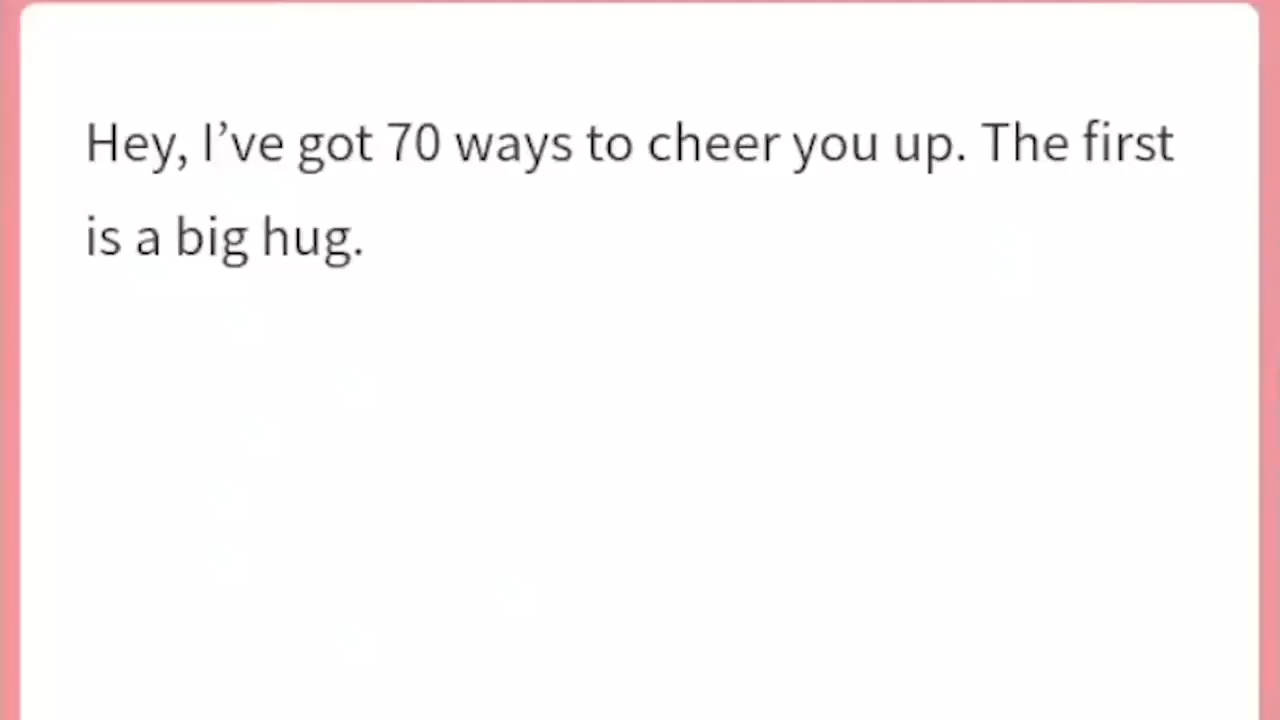 Hey, I’ve got 70 ways to cheer you up. The first
is a big hug.